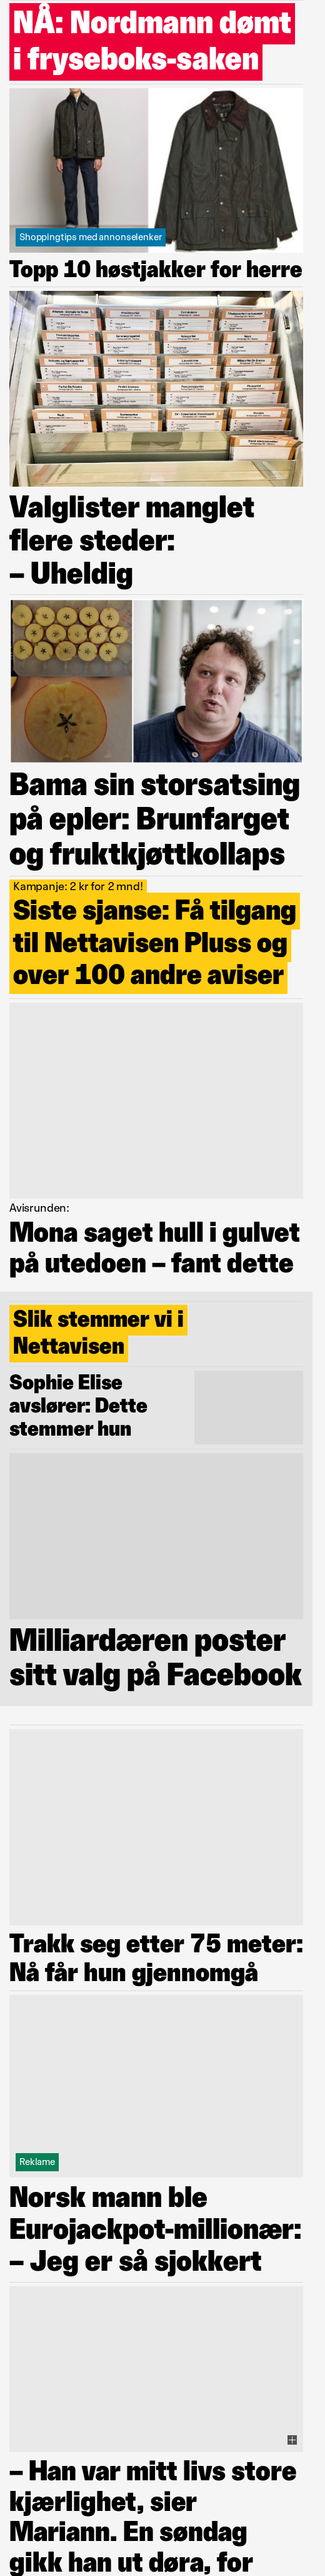 NÅ: Nordmann dømt
i fryseboks-saken
Shoppingtips med annonselenker
Topp 10 høstjakker for herre
Valglister manglet
flere steder:
– Uheldig
Bama sin storsatsing
på epler: Brunfarget
og fruktkjøttkollaps
Kampanje: 2 kr for 2 mnd!
Siste sjanse: Få tilgang
til Nettavisen Pluss og
over 100 andre aviser
Avisrunden:
Mona saget hull i gulvet
på utedoen – fant dette
Slik stemmer vi i
Nettavisen
Sophie Elise
avslører: Dette
stemmer hun
Milliardæren poster
sitt valg på Facebook
Trakk seg etter 75 meter:
Nå får hun gjennomgå
Reklame
Norsk mann ble
Eurojackpot-millionær:
– Jeg er så sjokkert
– Han var mitt livs store
kjærlighet, sier
Mariann. En søndag
gikk han ut døra, for